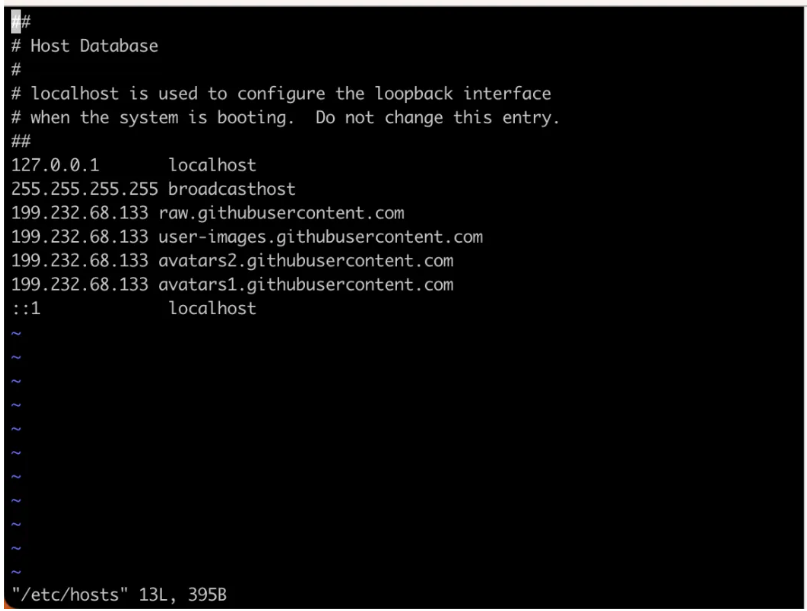 ##
# Host Database
#
# localhost is used to configure the loopback interface
# when the system is booting.  Do not change this entry.
##
127.0.0.1       localhost
255.255.255.255 broadcasthost
199.232.68.133 raw.githubusercontent.com
199.232.68.133 user-images.githubusercontent.com
199.232.68.133 avatars2.githubusercontent.com
199.232.68.133 avatars1.githubusercontent.com
::1             localhost
~
~
~
~
~
~
~
~
~
~
~
"/etc/hosts" 13L, 395B